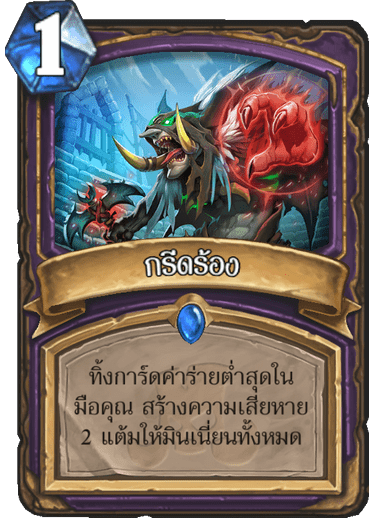 1
กรีดร้อง
ทิ้งการ์ดค่าร่ายต่ำสุดใน
มือคุณ สร้างความเสียหาย
2 แต้มให้มินเนี่ยนทั้งหมด